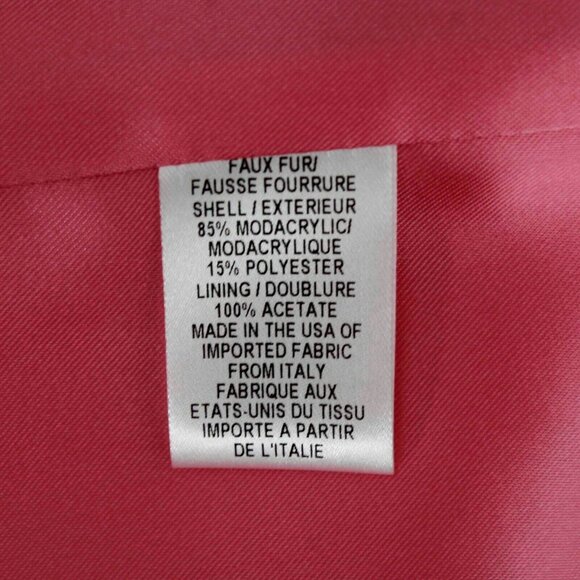 FAUX FUR/
FAUSSE FOURRURE
SHELL / EXTERIEUR
85% MODACRYLIC/
MODACRYLIQUE
15% POLYESTER
LINING / DOUBLURE
100% ACETATE
MADE IN THE USA OF
IMPORTED FABRIC
FROM ITALY
FABRIQUE AUX
ETATS-UNIS DU TISSU
IMPORTE A PARTIR
DE L'ITALIE